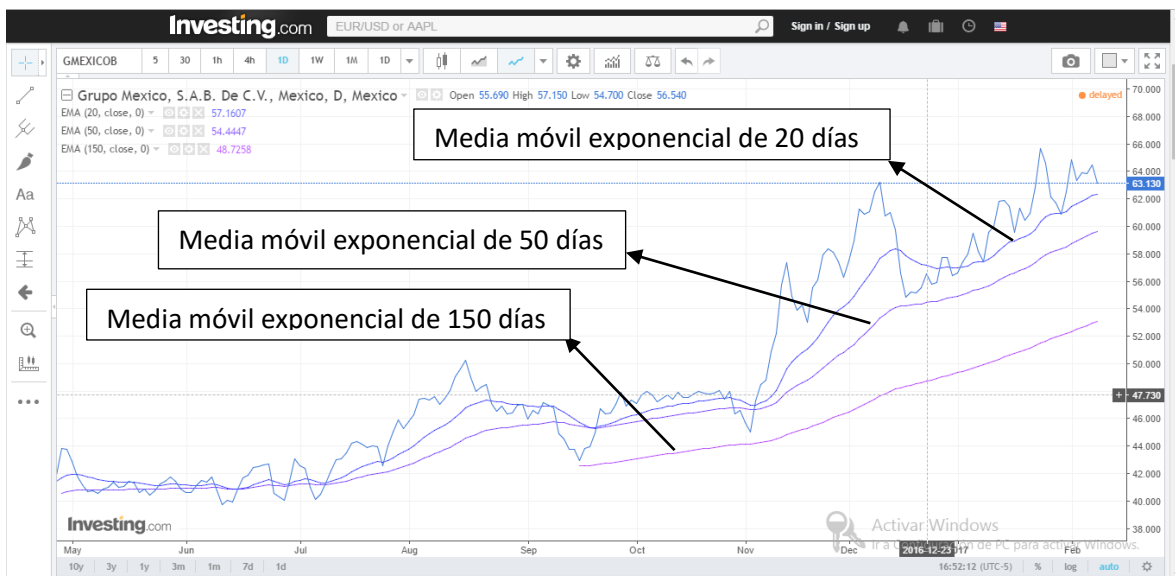 Investing.com EUR/USD or AAPL Sign in / Sign up
GMEXICOB 5 30 1h 4h 1D 1W 1M 1D
Grupo Mexico, S.A.B. De C.V., Mexico, D, Mexico Open 55.690 High 57.150 Low 54.700 Close 56.540
delayed
EMA (20, close, 0) 57.1607
EMA (50, close, 0) 54.4447
EMA (150, close, 0) 48.7258
Aa
Media móvil exponencial de 20 días
Media móvil exponencial de 50 días
Media móvil exponencial de 150 días
70.000
68.000
66.000
64.000
63.130
62.000
60.000
58.000
56.000
54.000
52.000
50.000
+ 47.730
46.000
44.000
42.000
40.000
38.000
Investing.com
Activar Windows
Ir a de PC para activar Windows.
May Jun Jul Aug Sep Oct Nov Dec 2016-12-23 Feb
10y 3y 1y 3m 1m 7d 1d 16:52:12 (UTC-5) % log auto